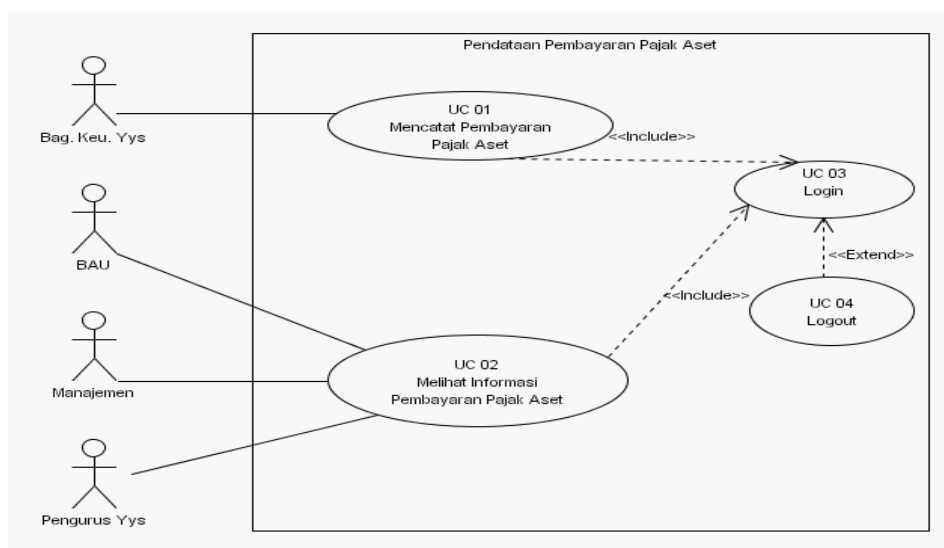 Pendataan Pembayaran Pajak Aset
Bag. Keu. Yys
UC 01
Mencatat Pembayaran
Pajak Aset
<<Include>>
UC 03
Login
BAU
<<Extend>>
<<Include>>
UC 04
Logout
Manajemen
UC 02
Melihat Informasi
Pembayaran Pajak Aset
Pengurus Yys